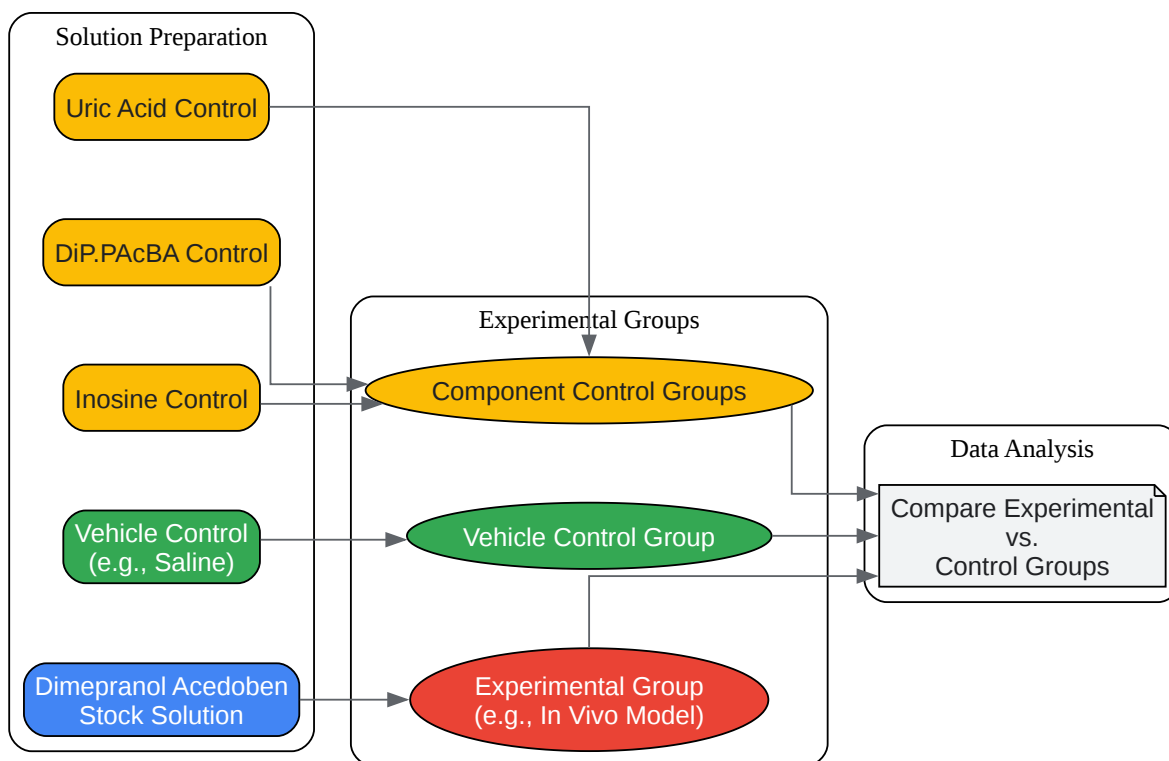 Solution Preparation
Uric Acid Control
DiP.PAcBA Control
Inosine Control
Vehicle Control
(e.g., Saline)
Dimepranol Acedoben
Stock Solution
Experimental Groups
Component Control Groups
Vehicle Control Group
Experimental Group
(e.g., In Vivo Model)
Data Analysis
Compare Experimental
vs.
Control Groups